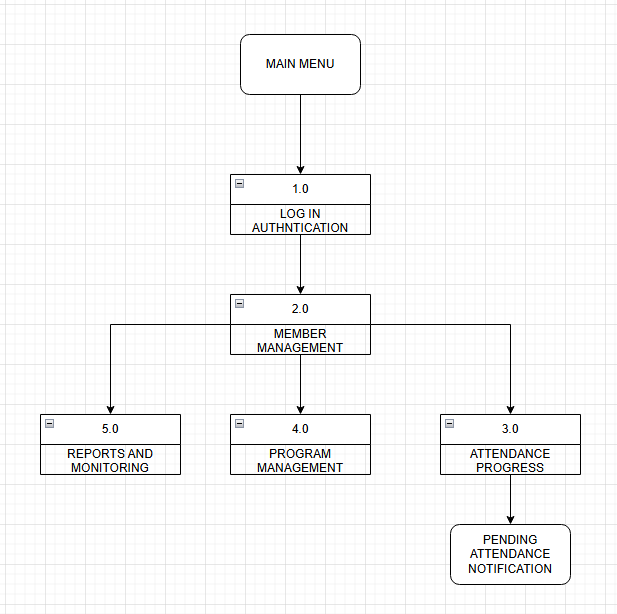 MAIN MENU
1.0
LOG IN
AUTHNTICATION
2.0
MEMBER
MANAGEMENT
5.0
REPORTS AND
MONITORING
4.0
PROGRAM
MANAGEMENT
3.0
ATTENDANCE
PROGRESS
PENDING
ATTENDANCE
NOTIFICATION